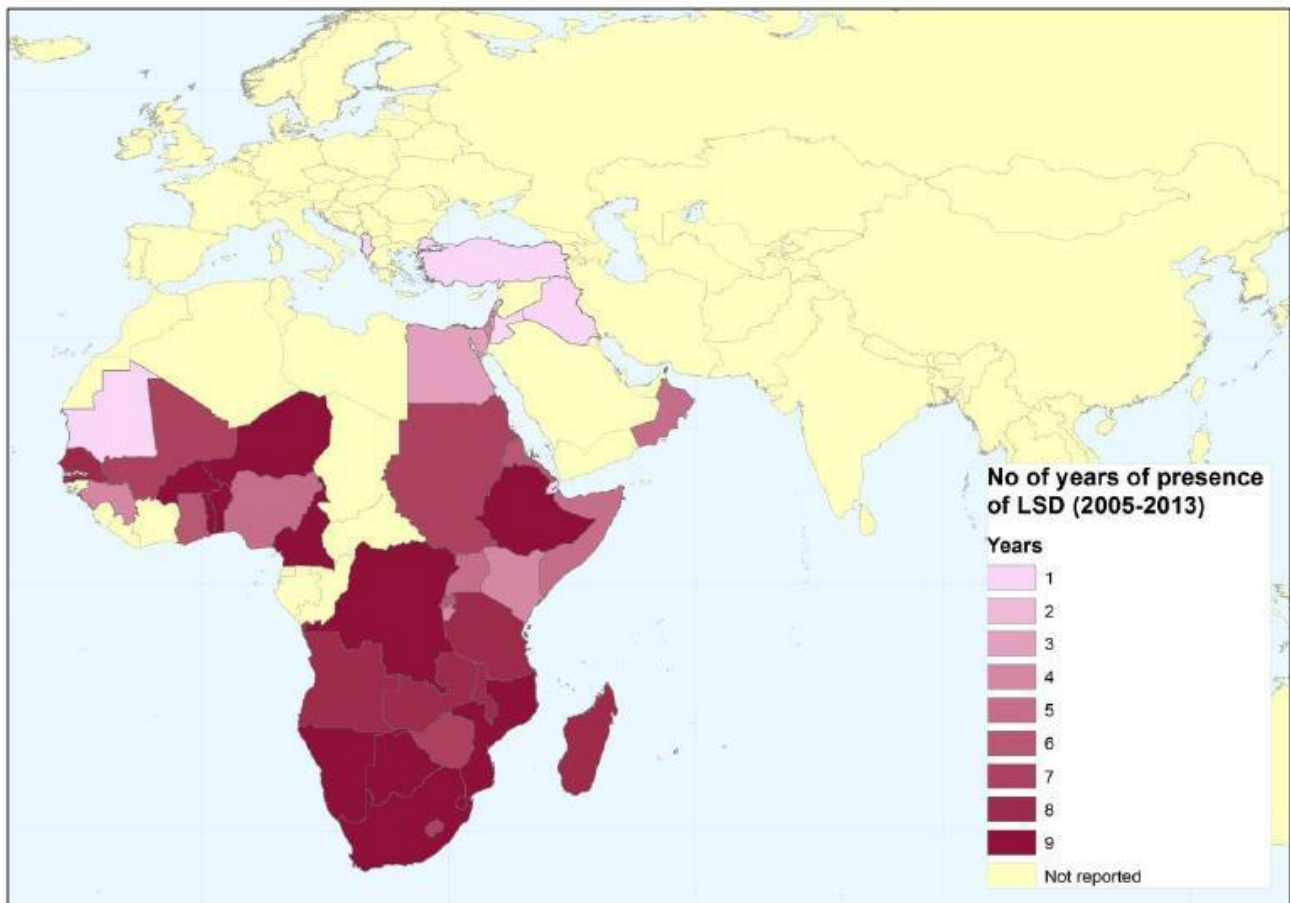 No of years of presence
of LSD (2005-2013)
Years
1
2
3
4
5
6
7
8
9
Not reported